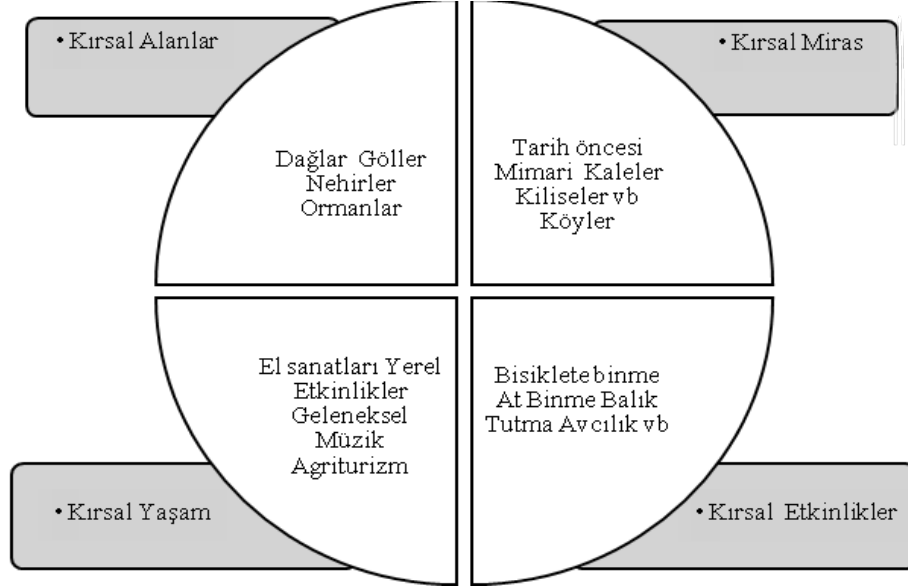 • Kırsal Alanlar
• Kırsal Miras
Dağlar Göller
Nehirler
Ormanlar
Tarih öncesi
Mimari Kaleler
Kiliseler vb
Köyler
El sanatları Yerel
Etkinlikler
Geleneksel
Müzik
Agriturizm
Bisiklete binme
At Binme Balık
Tutma Avcılık vb
• Kırsal Yaşam
• Kırsal Etkinlikler